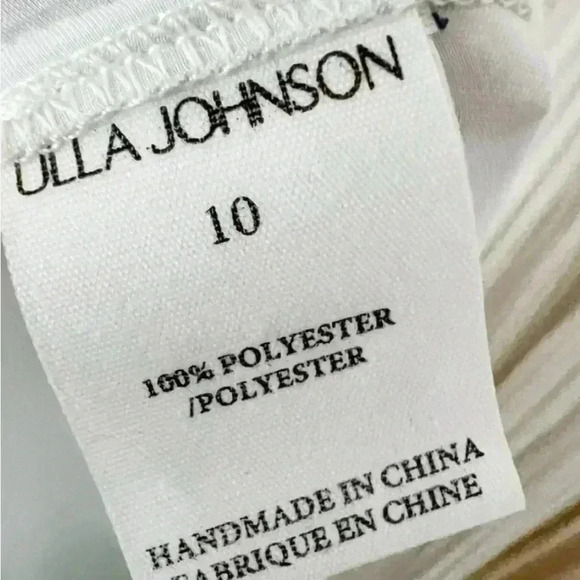 ULLA JOHNSON
10
100% POLYESTER
/POLYESTER
HANDMADE IN CHINA
FABRIQUE EN CHINE